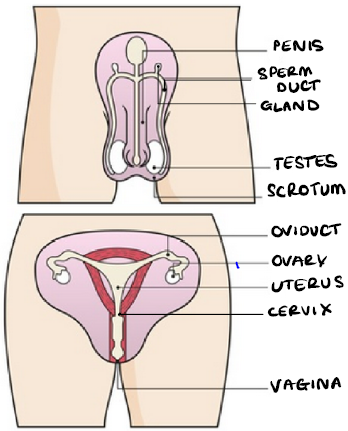 PENIS
SPERM
DUCT
GLAND
TESTES
SCROTUM
OVIDUCT
OVARY
UTERUS
CERVIX
VAGINA